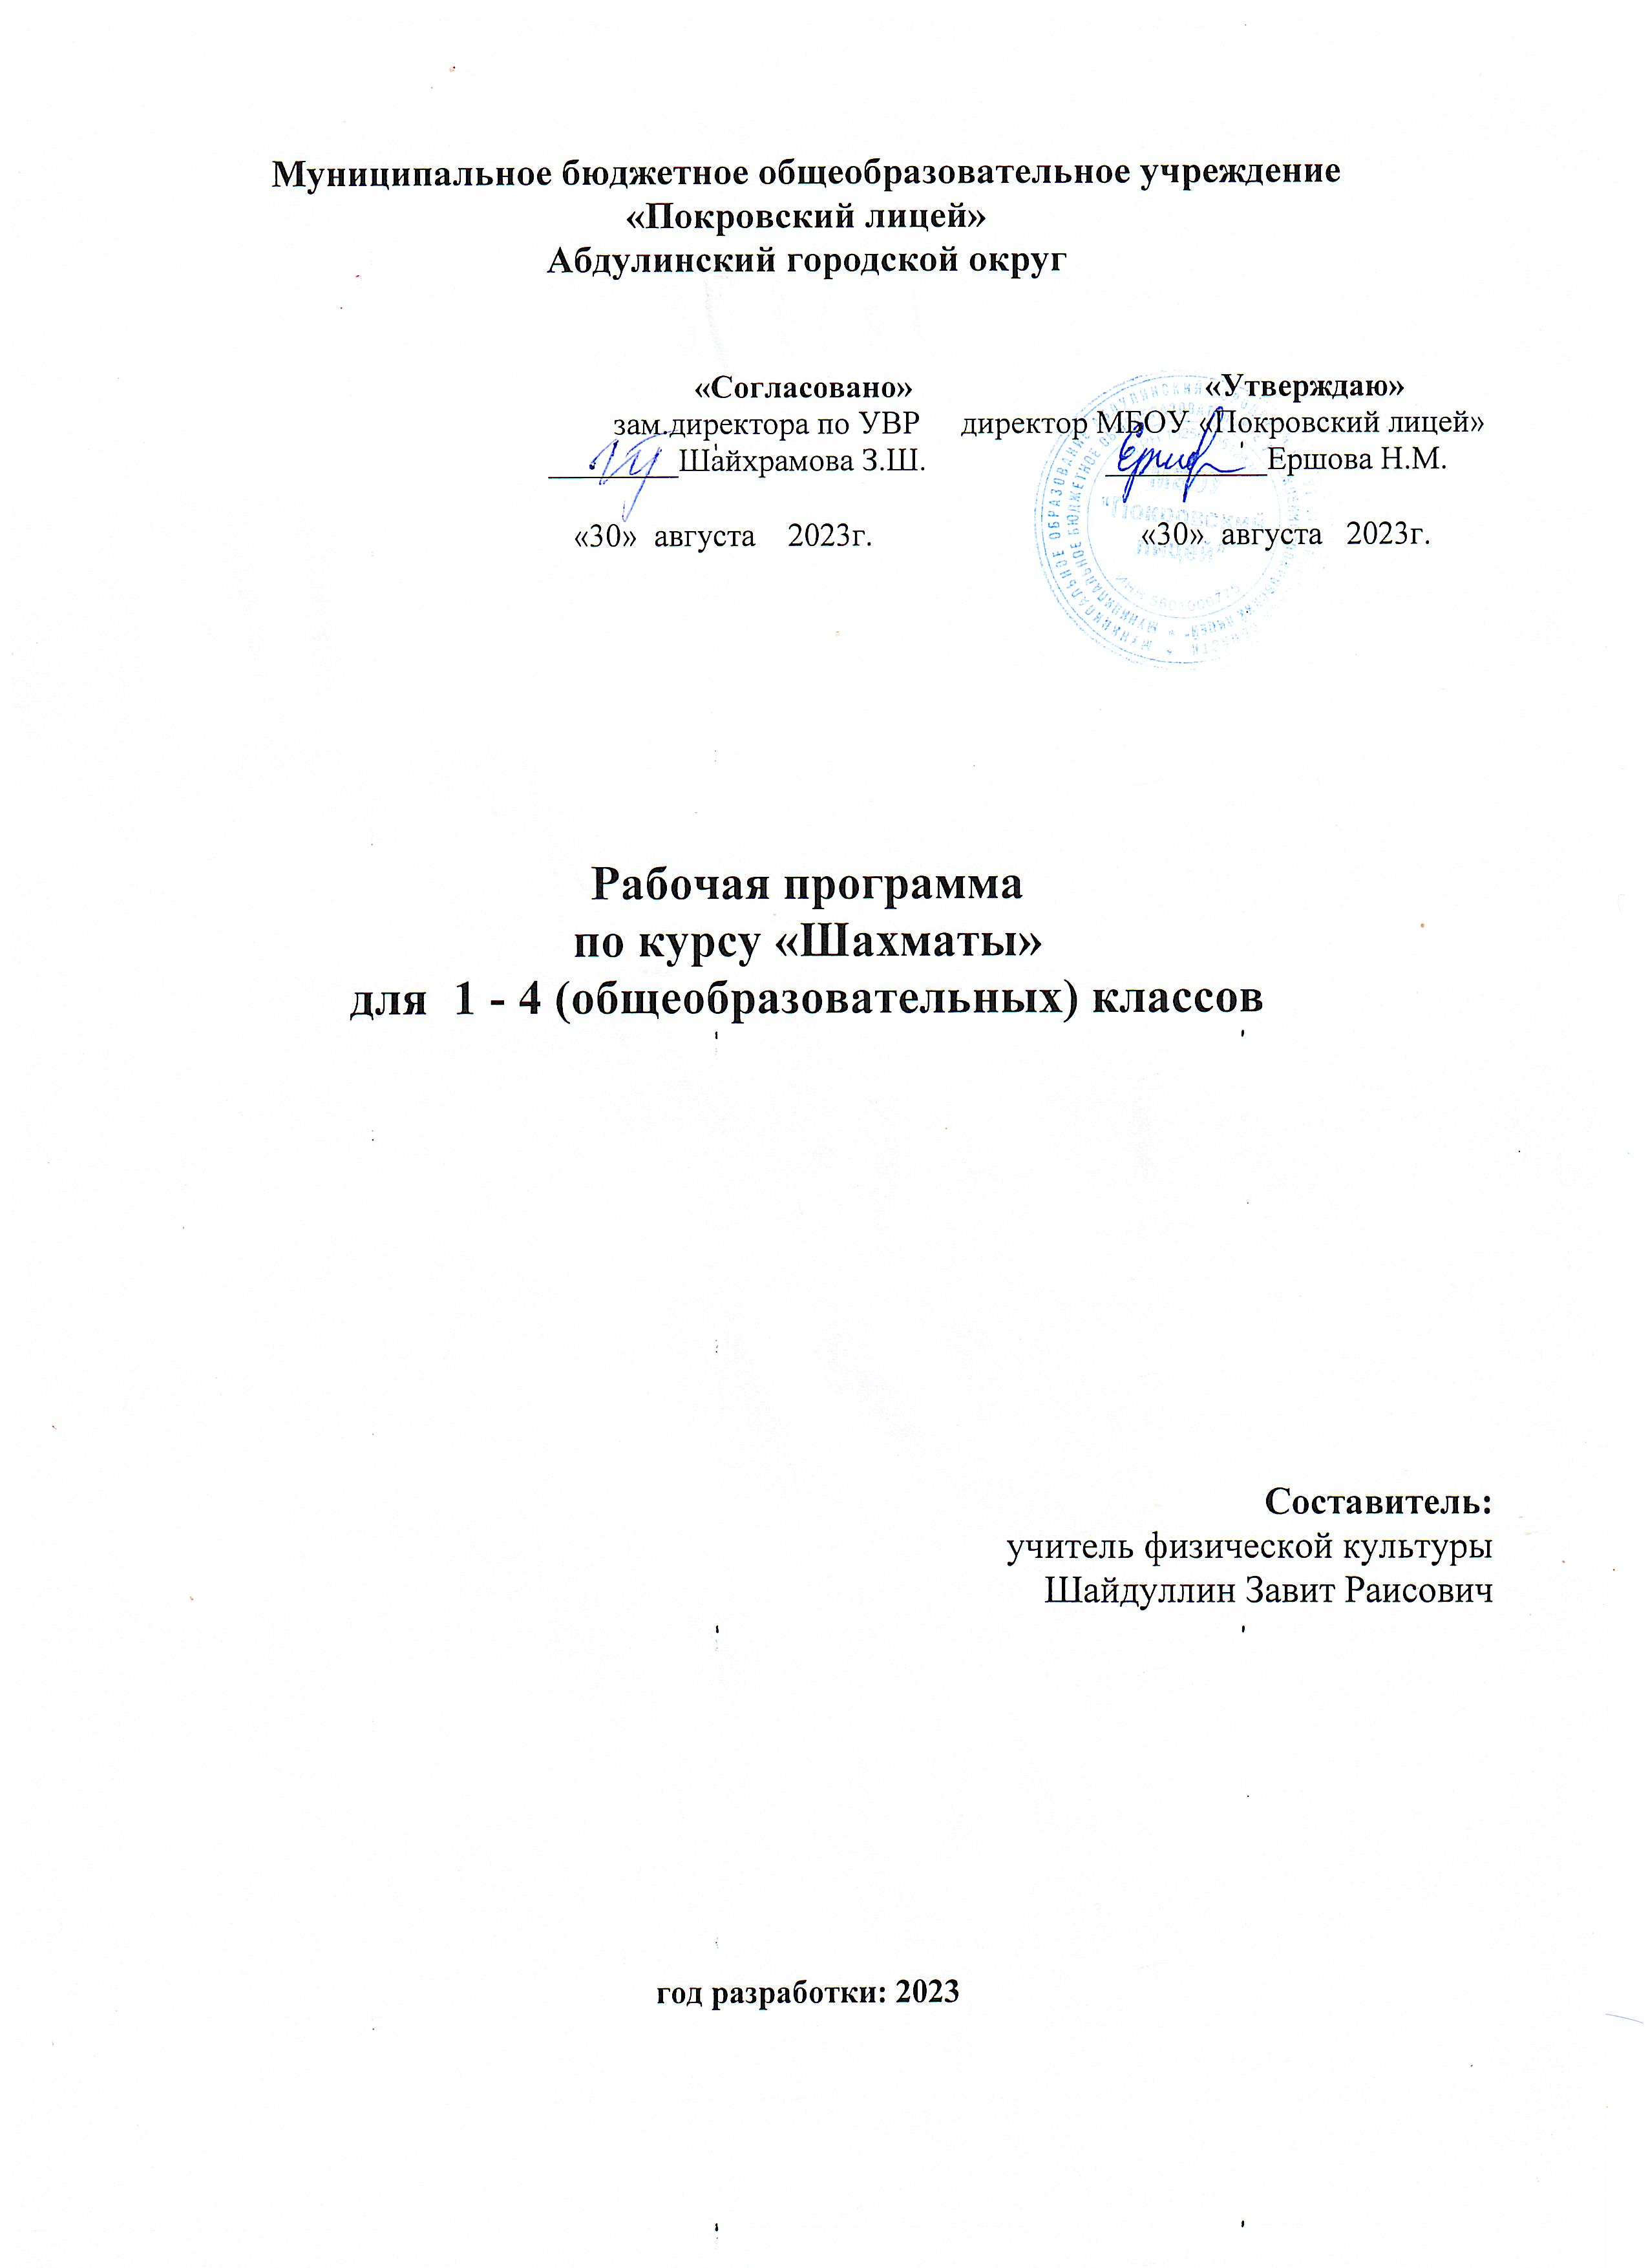 Муниципальное бюджетное общеобразовательное учреждение
«Покровский лицей»
Абдулинский городской округ
«Согласовано»
зам.директора по УВР
Шайхрамова З.Ш.
«30» августа 2023г.
«Утверждаю»
директор МБОУ «Покровский лицей»
Ершова Н.М.
«30» августа 2023г.
"Покровский
лицей"
Рабочая программа
по курсу «Шахматы»
для 1 - 4 (общеобразовательных) классов
Составитель:
учитель физической культуры
Шайдуллин Завит Раисович
год разработки: 2023